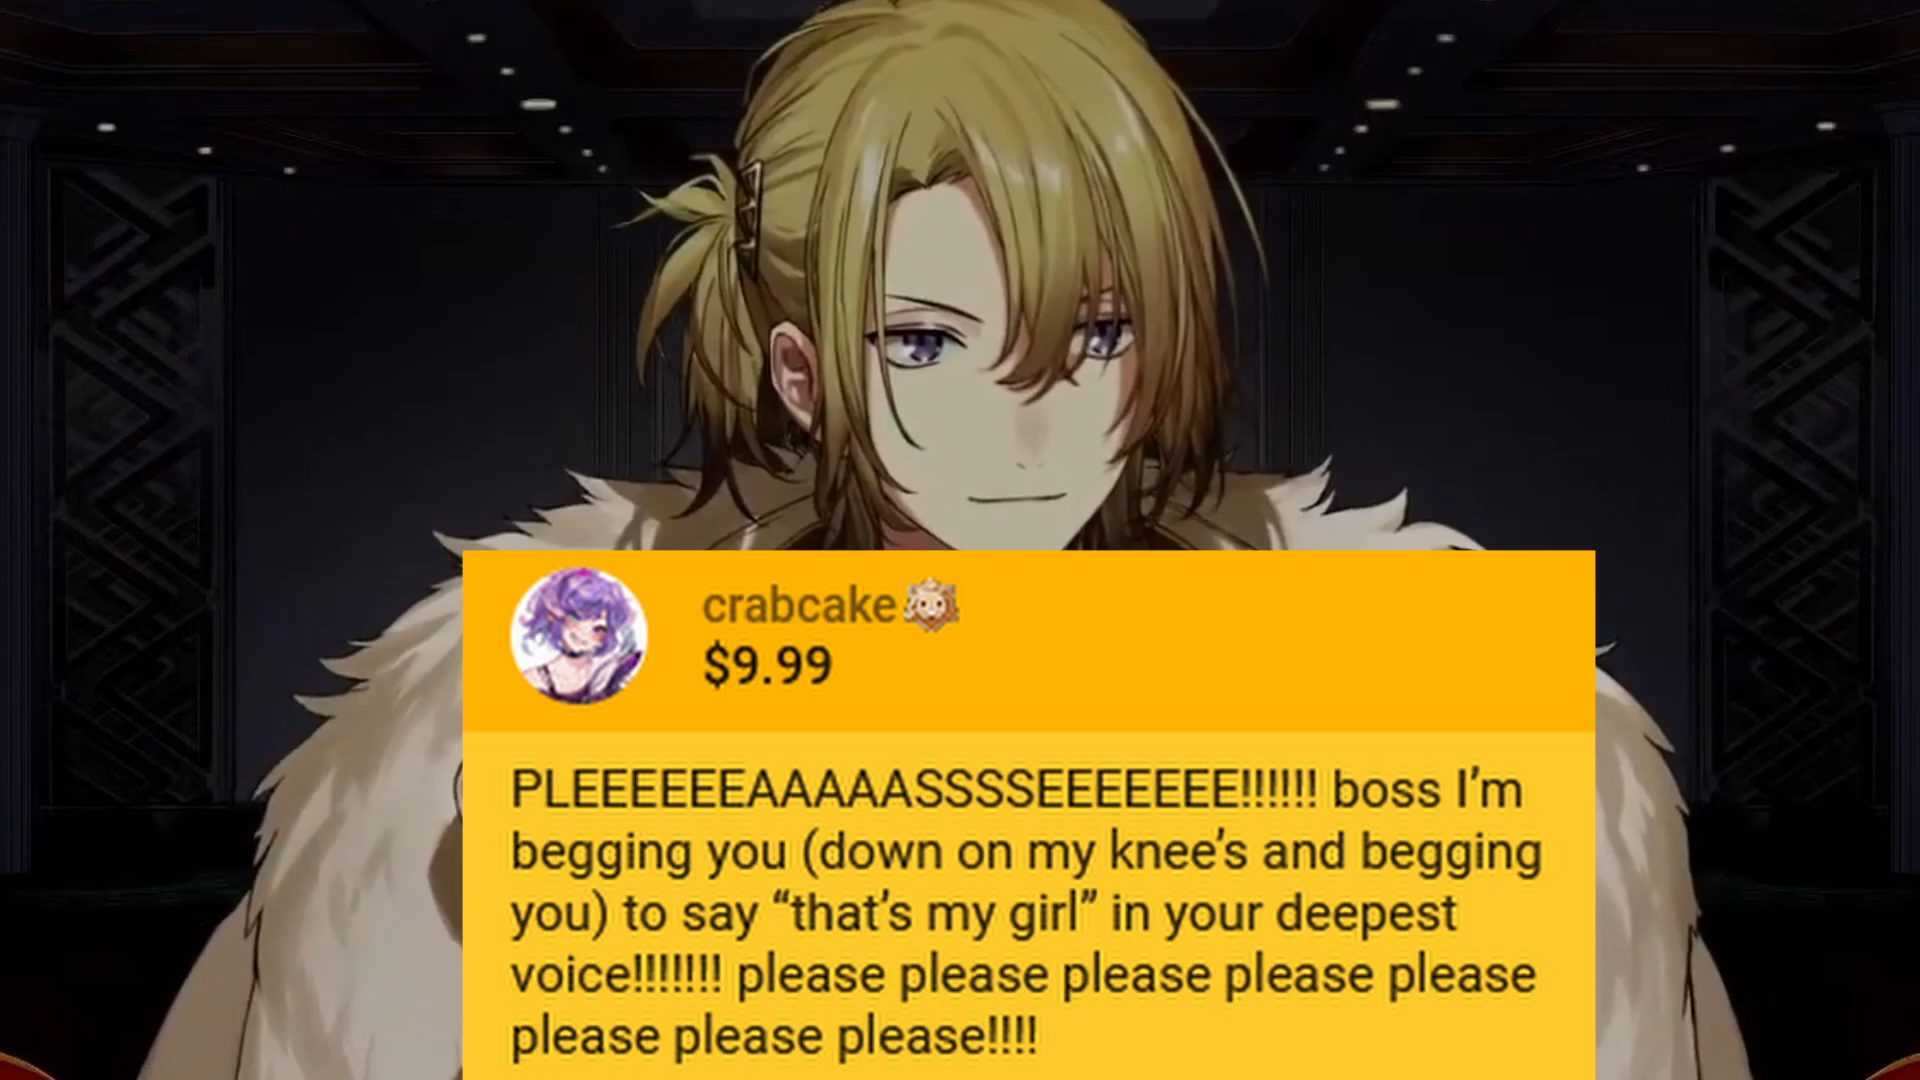 crabcake
$9.99
PLEEEEEEEAAAAASSSSEEEEEEE!!!!!! boss I’m
begging you (down on my knee’s and begging
you) to say “that’s my girl” in your deepest
voice!!!!!!! please please please please please
please please please!!!!